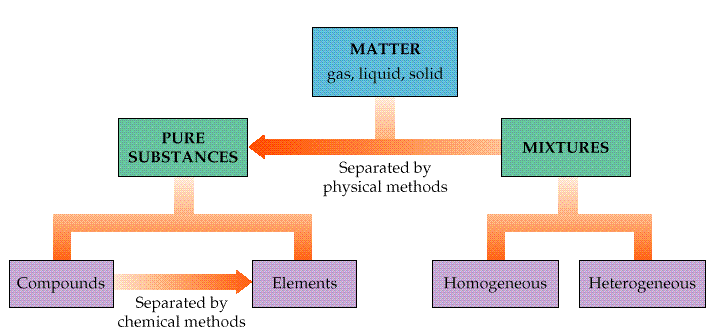 MATTER
gas, liquid, solid
PURE
SUBSTANCES
Separated by
physical methods
MIXTURES
Compounds
Separated by
chemical methods
Elements
Homogeneous
Heterogeneous